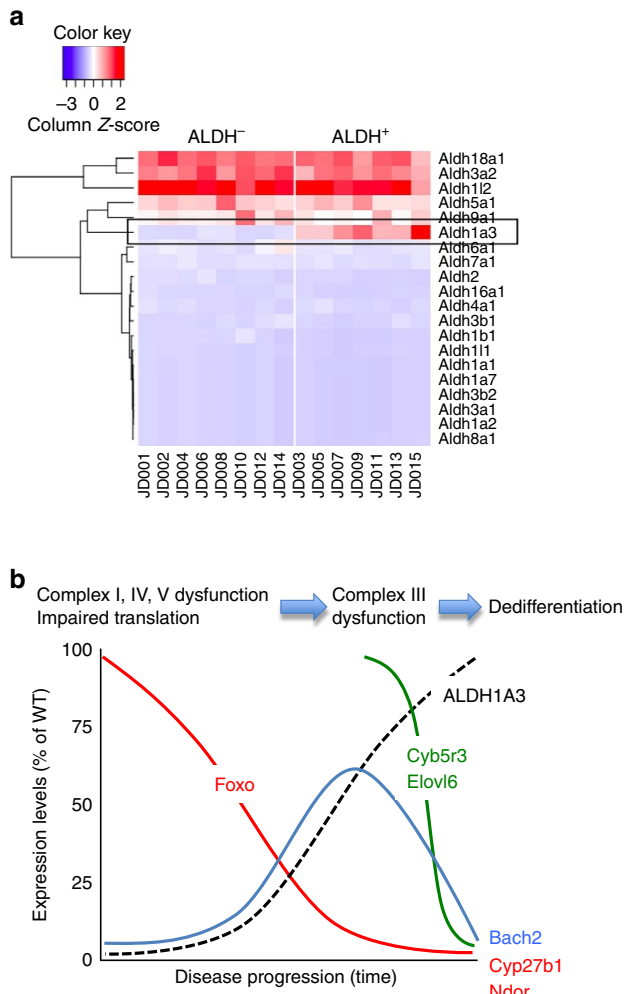 a
Color key
−3 0 2
Column Z-score
ALDH− ALDH+
Aldh18a1
Aldh3a2
Aldh1l2
Aldh5a1
Aldh9a1
Aldh1a3
Aldh6a1
Aldh7a1
Aldh2
Aldh16a1
Aldh4a1
Aldh3b1
Aldh1b1
Aldh1l1
Aldh1a1
Aldh1a7
Aldh3b2
Aldh3a1
Aldh1a2
Aldh8a1
JD001
JD002
JD004
JD006
JD008
JD010
JD012
JD014
JD003
JD005
JD007
JD009
JD011
JD013
JD015
b
Complex I, IV, V dysfunction
Impaired translation
Complex III
dysfunction
Dedifferentiation
Expression levels (% of WT)
100
75
50
25
0
ALDH1A3
Cyb5r3
Elovl6
Foxo
Bach2
Cyp27b1
Ndor
Disease progression (time)